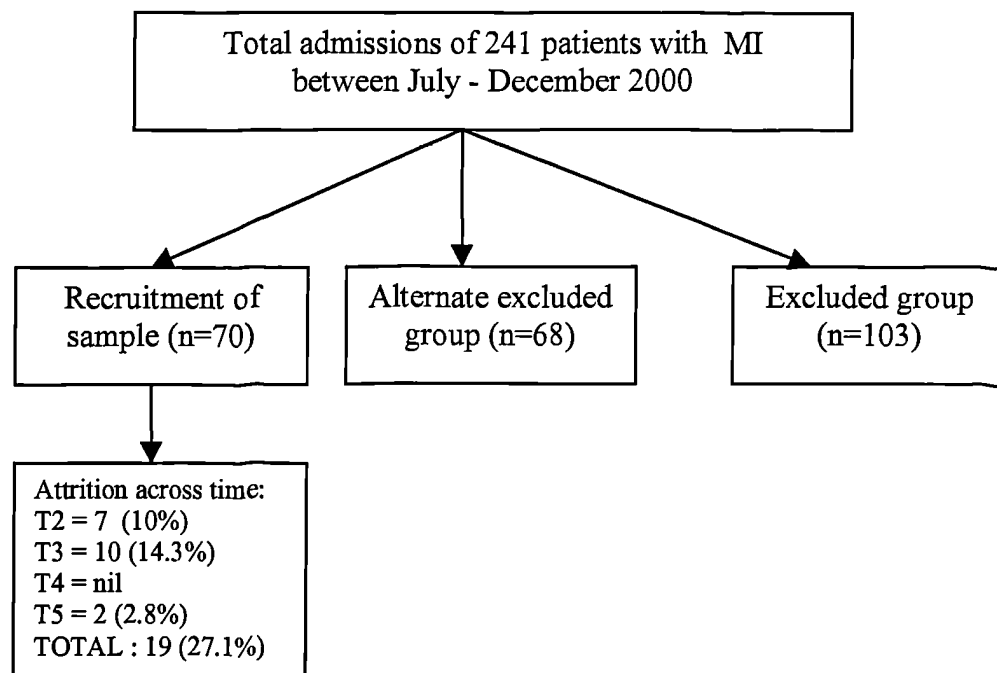 Total admissions of 241 patients with MI
between July - December 2000
Recruitment of
sample (n=70)
Alternate excluded
group (n=68)
Excluded group
(n=103)
Attrition across time:
T2 = 7 (10%)
T3 = 10 (14.3%)
T4 = nil
T5 = 2 (2.8%)
TOTAL : 19 (27.1%)